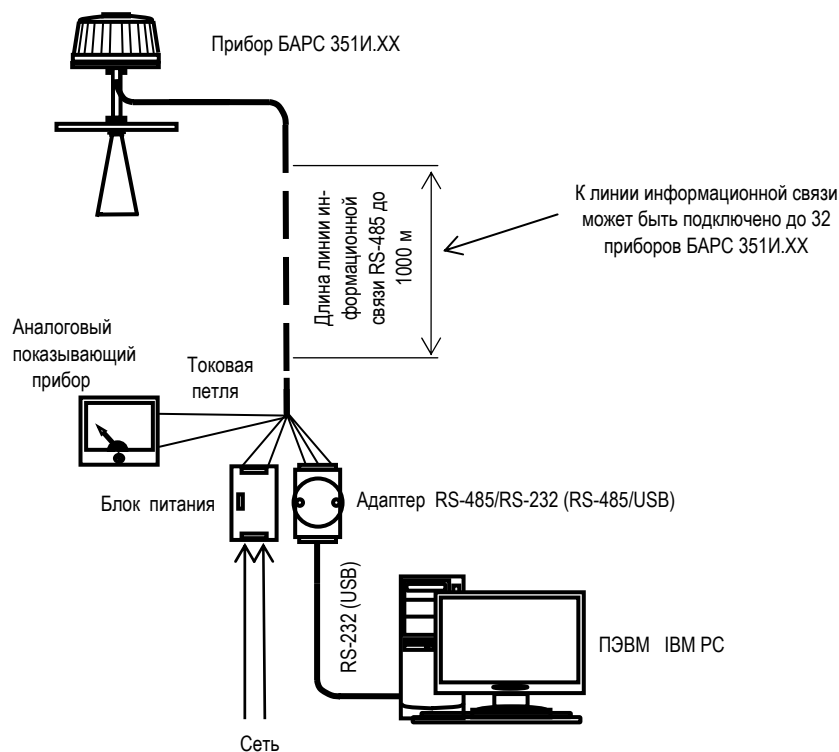 Прибор БАРС 351И.ХХ
Длина линии ин-
формационной
связи RS-485 до
1000 м
К линии информационной связи
может быть подключено до 32
приборов БАРС 351И.ХХ
Аналоговый
показывающий
прибор
Токовая
петля
Блок питания
Адаптер RS-485/RS-232 (RS-485/USB)
RS-232 (USB)
ПЭВМ IBM PC
Сеть